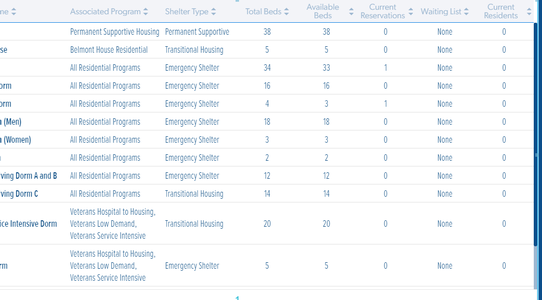 ne Associated Program Shelter Type Total Beds Available Beds Current Reservations Waiting List Current Residents
Permanent Supportive Housing Permanent Supportive 38 38 0 None 0
se Belmont House Residential Transitional Housing 5 5 0 None 0
All Residential Programs Emergency Shelter 34 33 1 None 0
orm All Residential Programs Emergency Shelter 16 16 0 None 0
orm All Residential Programs Emergency Shelter 4 3 1 None 0
(Men) All Residential Programs Emergency Shelter 18 18 0 None 0
(Women) All Residential Programs Emergency Shelter 3 3 0 None 0
All Residential Programs Emergency Shelter 2 2 0 None 0
ving Dorm A and B All Residential Programs Emergency Shelter 12 12 0 None 0
ving Dorm C All Residential Programs Transitional Housing 14 14 0 None 0
ice Intensive Dorm Veterans Hospital to Housing, Veterans Low Demand, Veterans Service Intensive Transitional Housing 20 20 0 None 0
rm Veterans Hospital to Housing, Veterans Low Demand, Veterans Service Intensive Emergency Shelter 5 5 0 None 0